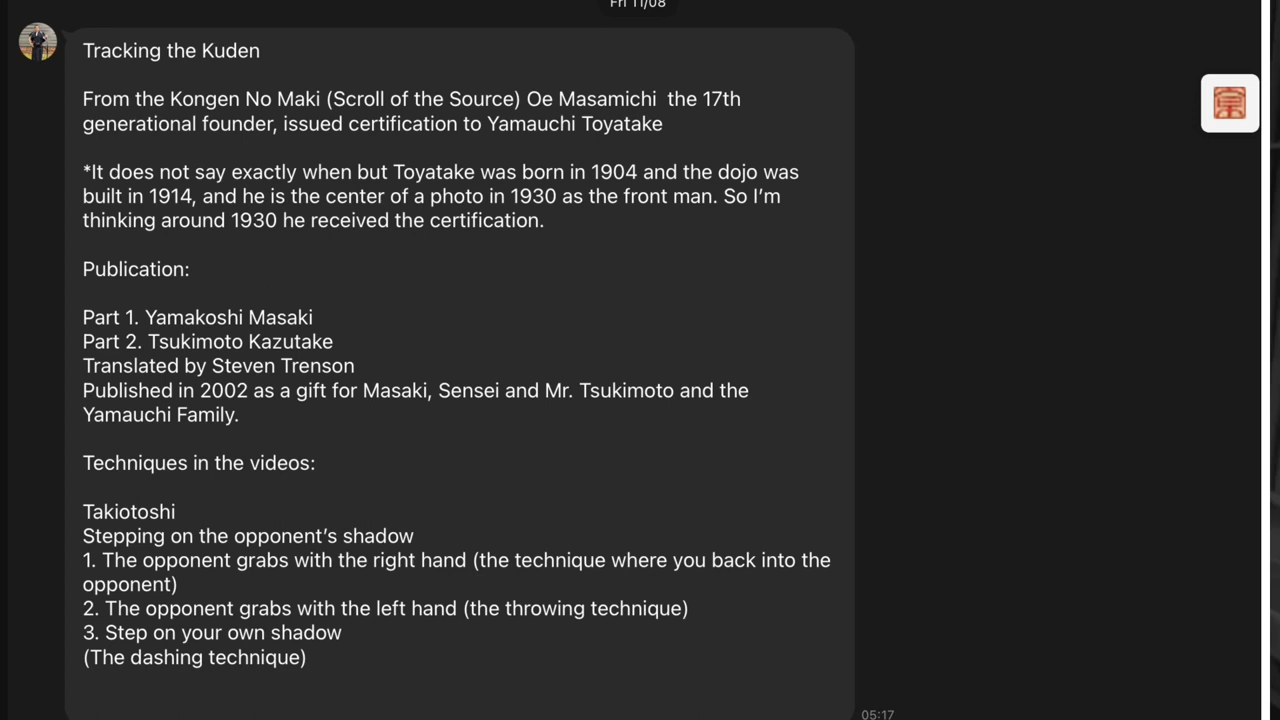 Fri 11/08
Tracking the Kuden
From the Kongen No Maki (Scroll of the Source) Oe Masamichi  the 17th
generational founder, issued certification to Yamauchi Toyatake
*It does not say exactly when but Toyatake was born in 1904 and the dojo was
built in 1914, and he is the center of a photo in 1930 as the front man. So I’m
thinking around 1930 he received the certification.
Publication:
Part 1. Yamakoshi Masaki
Part 2. Tsukimoto Kazutake
Translated by Steven Trenson
Published in 2002 as a gift for Masaki, Sensei and Mr. Tsukimoto and the
Yamauchi Family.
Techniques in the videos:
Takiotoshi
Stepping on the opponent’s shadow
1. The opponent grabs with the right hand (the technique where you back into the
opponent)
2. The opponent grabs with the left hand (the throwing technique)
3. Step on your own shadow
(The dashing technique)
05:17